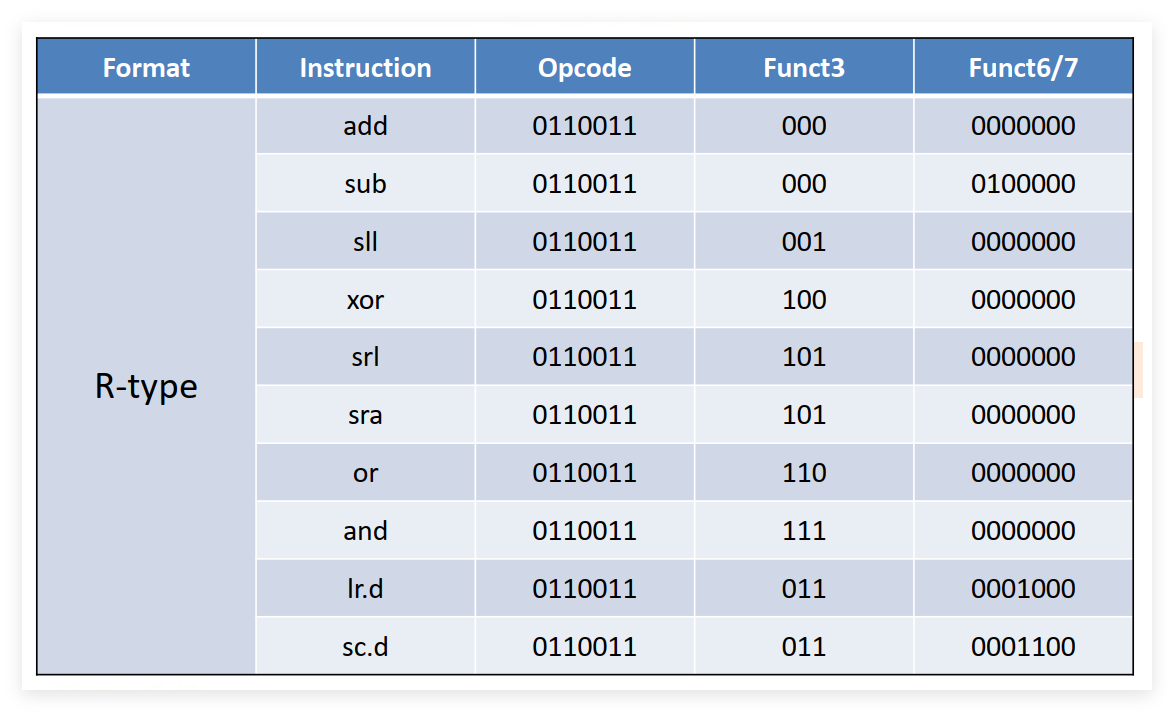 Format Instruction Opcode Funct3 Funct6/7
add 0110011 000 0000000
sub 0110011 000 0100000
sll 0110011 001 0000000
xor 0110011 100 0000000
srl 0110011 101 0000000
R-type
sra 0110011 101 0000000
or 0110011 110 0000000
and 0110011 111 0000000
lr.d 0110011 011 0001000
sc.d 0110011 011 0001100